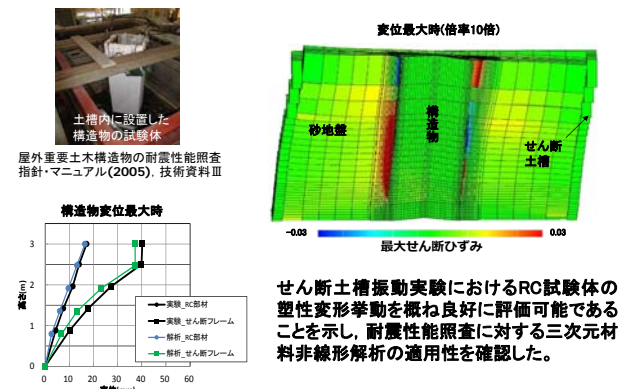 土槽内に設置した
構造物の試験体
屋外重要土木構造物の耐震性能照査
指針・マニュアル(2005), 技術資料Ⅲ
変位最大時(倍率10倍)
砂地盤
構造物
せん断
土槽
-0.03
0.03
最大せん断ひずみ
構造物変位最大時
高さ(m)
3
2
1
0
0 10 20 30 40 50 60
実験_RC部材
実験_せん断フレーム
解析_RC部材
解析_せん断フレーム
せん断土槽振動実験におけるRC試験体の
塑性変形挙動を概ね良好に評価可能である
ことを示し，耐震性能照査に対する三次元材
料非線形解析の適用性を確認した。